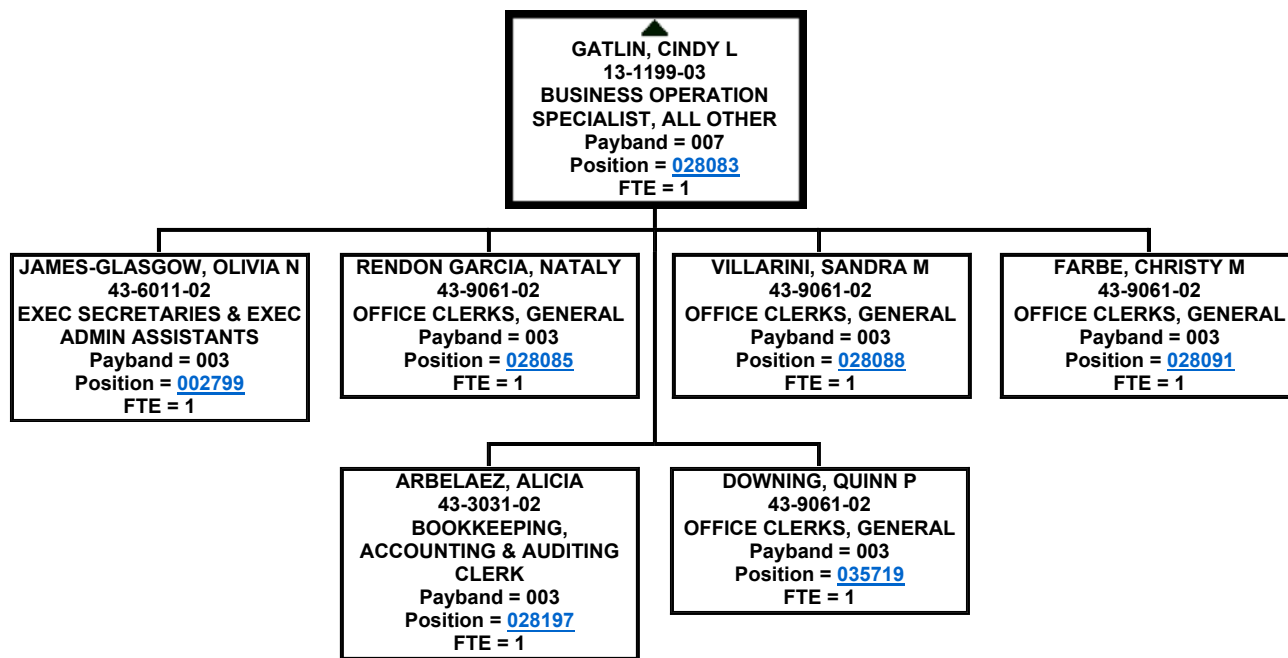 GATLIN, CINDY L
13-1199-03
BUSINESS OPERATION
SPECIALIST, ALL OTHER
Payband = 007
Position = 028083
FTE = 1
JAMES-GLASGOW, OLIVIA N
43-6011-02
EXEC SECRETARIES & EXEC
ADMIN ASSISTANTS
Payband = 003
Position = 002799
FTE = 1
RENDON GARCIA, NATALY
43-9061-02
OFFICE CLERKS, GENERAL
Payband = 003
Position = 028085
FTE = 1
VILLARINI, SANDRA M
43-9061-02
OFFICE CLERKS, GENERAL
Payband = 003
Position = 028088
FTE = 1
FARBE, CHRISTY M
43-9061-02
OFFICE CLERKS, GENERAL
Payband = 003
Position = 028091
FTE = 1
ARBELAEZ, ALICIA
43-3031-02
BOOKKEEPING,
ACCOUNTING & AUDITING
CLERK
Payband = 003
Position = 028197
FTE = 1
DOWNING, QUINN P
43-9061-02
OFFICE CLERKS, GENERAL
Payband = 003
Position = 035719
FTE = 1